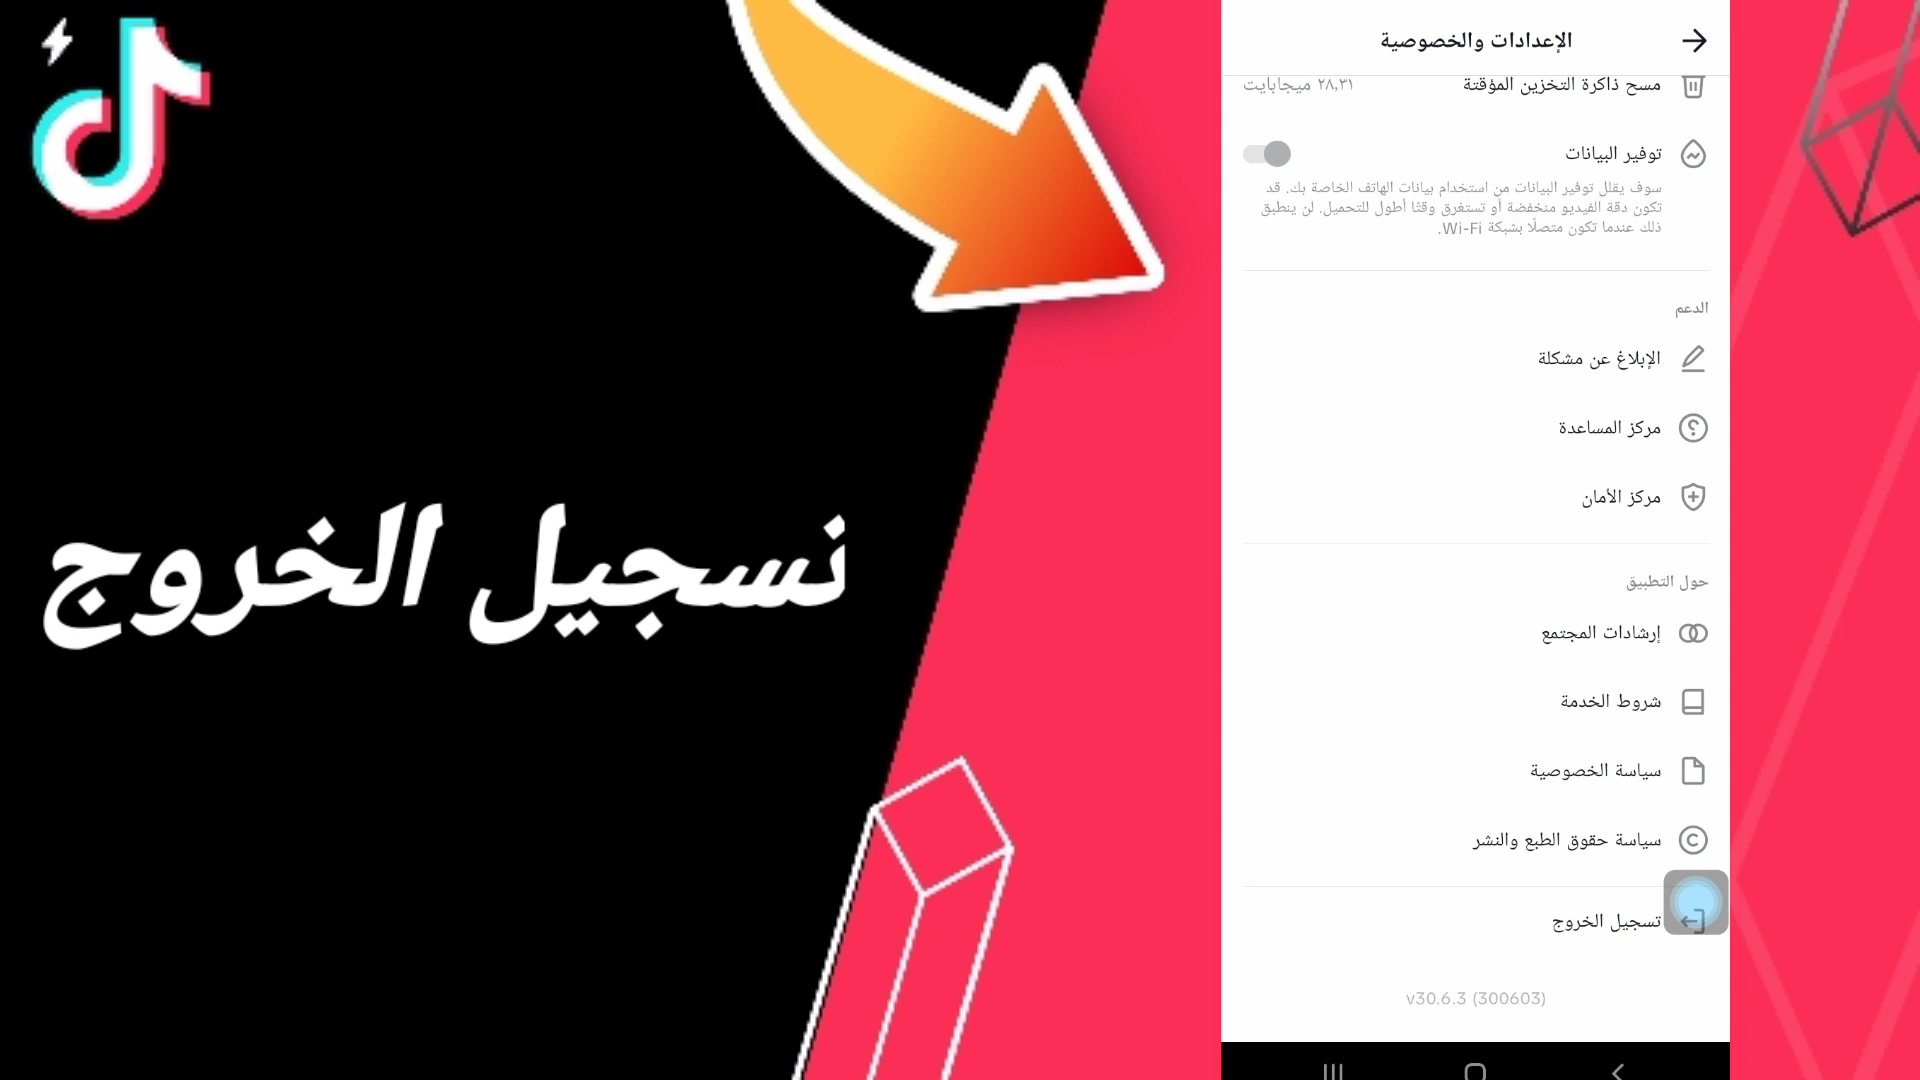 الإعدادات والخصوصية
مسح ذاكرة التخزين المؤقتة ٢٨,٣١ ميجابايت
توفير البيانات
سوف يقلل توفير البيانات من استخدام بيانات الهاتف الخاصة بك. قد
تكون دقة الفيديو منخفضة أو تستغرق وقتًا أطول للتحميل. لن ينطبق
ذلك عندما تكون متصلًا بشبكة Wi-Fi.
الدعم
الإبلاغ عن مشكلة
مركز المساعدة
مركز الأمان
حول التطبيق
إرشادات المجتمع
شروط الخدمة
سياسة الخصوصية
سياسة حقوق الطبع والنشر
تسجيل الخروج
v30.6.3 (300603)
نسجيل الخروج